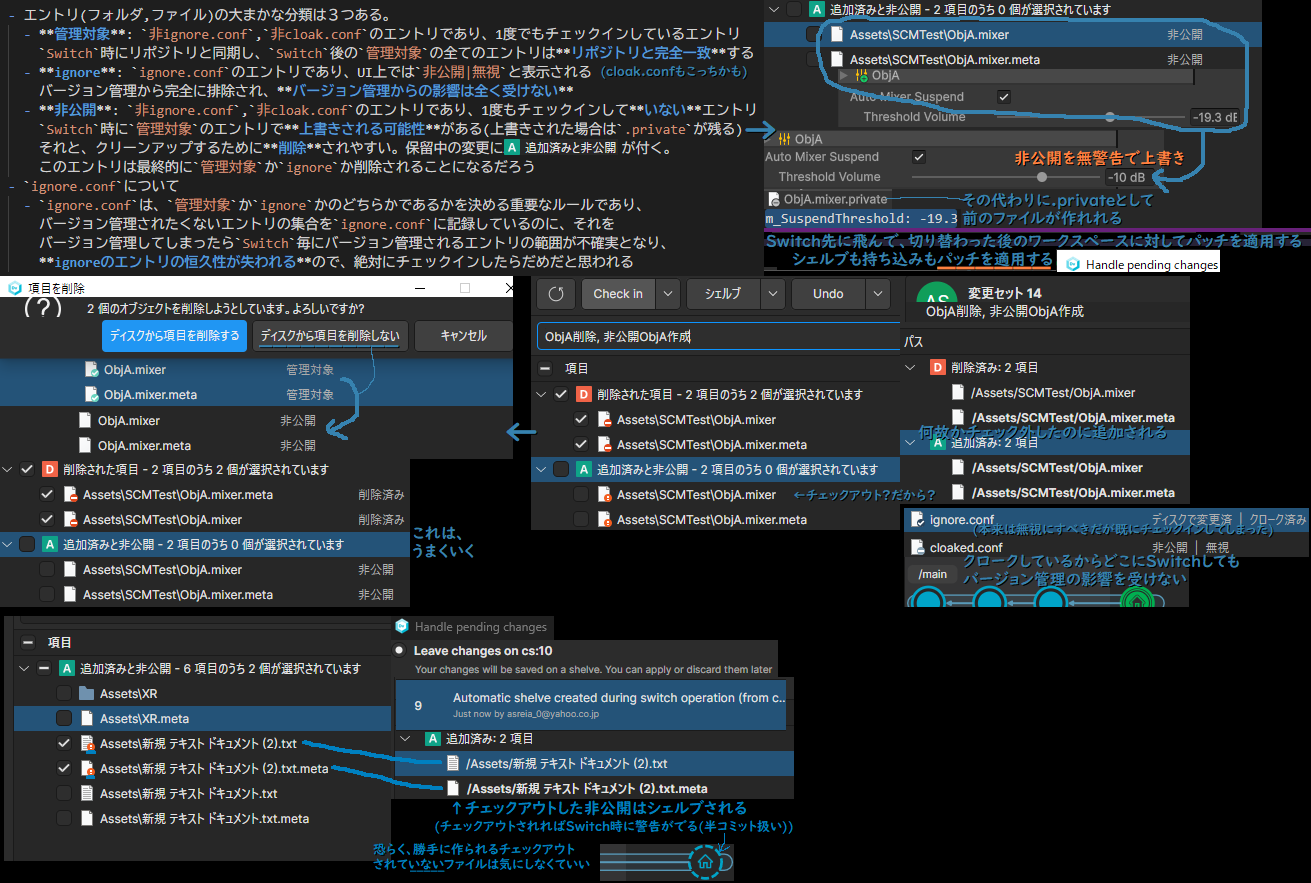 - エントリ(フォルダ,ファイル)の大まかな分類は３つある。
- **管理対象**: `非ignore.conf`,`非cloak.conf`のエントリであり、1度でもチェックインしているエントリ
`Switch`時にリポジトリと同期し、`Switch`後の`管理対象`の全てのエントリは**リポジトリと完全一致**する
- **ignore**: `ignore.conf`のエントリであり、UI上では`非公開|無視`と表示される (cloak.confもこっちかも)
バージョン管理から完全に排除され、**バージョン管理からの影響は全く受けない**
- **非公開**: `非ignore.conf`,`非cloak.conf`のエントリであり、1度もチェックインして**いない**エントリ
`Switch`時に`管理対象`のエントリで**上書きされる可能性**がある(上書きされた場合は`.private`が残る)
それと、クリーンアップするために**削除**されやすい。保留中の変更に A 追加済みと非公開 が付く。
このエントリは最終的に`管理対象`か`ignore`か削除されることになるだろう
- `ignore.conf`について
- `ignore.conf`は、`管理対象`か`ignore`かのどちらかであるかを決める重要なルールであり、
バージョン管理されたくないエントリの集合を`ignore.conf`に記録しているのに、それを
バージョン管理してしまったら`Switch`毎にバージョン管理されるエントリの範囲が不確実となり、
**ignoreのエントリの恒久性が失われる**ので、絶対にチェックインしたらだめだと思われる
A 追加済みと非公開 - 2 項目のうち 0 個が選択されています
Assets\SCMTest\ObjA.mixer 非公開
Assets\SCMTest\ObjA.mixer.meta 非公開
ObjA
Auto Mixer Suspend
Threshold Volume -19.3 dB
ObjA
Auto Mixer Suspend
非公開を無警告で上書き
Threshold Volume -10 dB
ObjA.mixer.private
その代わりに.privateとして
前のファイルが作れれる
m_SuspendThreshold: -19.3
Switch先に飛んで、切り替わった後のワークスペースに対してパッチを適用する
シェルブも持ち込みもパッチを適用する
Handle pending changes
項目を削除
(?)
2 個のオブジェクトを削除しようとしています。よろしいですか?
ディスクから項目を削除する ディスクから項目を削除しない キャンセル
ObjA.mixer 管理対象
ObjA.mixer.meta 管理対象
ObjA.mixer 非公開
ObjA.mixer.meta 非公開
D 削除された項目 - 2 項目のうち 2 個が選択されています
Assets\SCMTest\ObjA.mixer.meta 削除済み
Assets\SCMTest\ObjA.mixer 削除済み
A 追加済みと非公開 - 2 項目のうち 0 個が選択されています
Assets\SCMTest\ObjA.mixer 非公開
Assets\SCMTest\ObjA.mixer.meta 非公開
これは、
うまくいく
Check in シェルブ Undo
ObjA削除, 非公開ObjA作成
項目
D 削除された項目 - 2 項目のうち 2 個が選択されています
Assets\SCMTest\ObjA.mixer
Assets\SCMTest\ObjA.mixer.meta
A 追加済みと非公開 - 2 項目のうち 0 個が選択されています
Assets\SCMTest\ObjA.mixer
←チェックアウト?だから?
Assets\SCMTest\ObjA.mixer.meta
AS
変更セット 14
ObjA削除, 非公開ObjA作成
パス
D 削除済み: 2 項目
/Assets/SCMTest/ObjA.mixer
/Assets/SCMTest/ObjA.mixer.meta
何故かチェック外したのに追加される
A 追加済み: 2 項目
/Assets/SCMTest/ObjA.mixer
/Assets/SCMTest/ObjA.mixer.meta
ignore.conf ディスクで変更済 | クローク済み
(本来は無視にすべきだが既にチェックインしてしまった)
cloaked.conf 非公開 | 無視
クロークしているからどこにSwitchしても
バージョン管理の影響を受けない
/main
項目
A 追加済みと非公開 - 6 項目のうち 2 個が選択されています
Assets\XR
Assets\XR.meta
Assets\新規 テキスト ドキュメント (2).txt
Assets\新規 テキスト ドキュメント (2).txt.meta
Assets\新規 テキスト ドキュメント.txt
Assets\新規 テキスト ドキュメント.txt.meta
Handle pending changes
Leave changes on cs:10
Your changes will be saved on a shelve. You can apply or discard them later
9 Automatic shelve created during switch operation (from c...
Just now by asreia_0@yahoo.co.jp
A 追加済み: 2 項目
/Assets/新規 テキスト ドキュメント (2).txt
/Assets/新規 テキスト ドキュメント (2).txt.meta
↑チェックアウトした非公開はシェルブされる
(チェックアウトされればSwitch時に警告がでる(半コミット扱い))
恐らく、勝手に作られるチェックアウト
されていないファイルは気にしなくていい